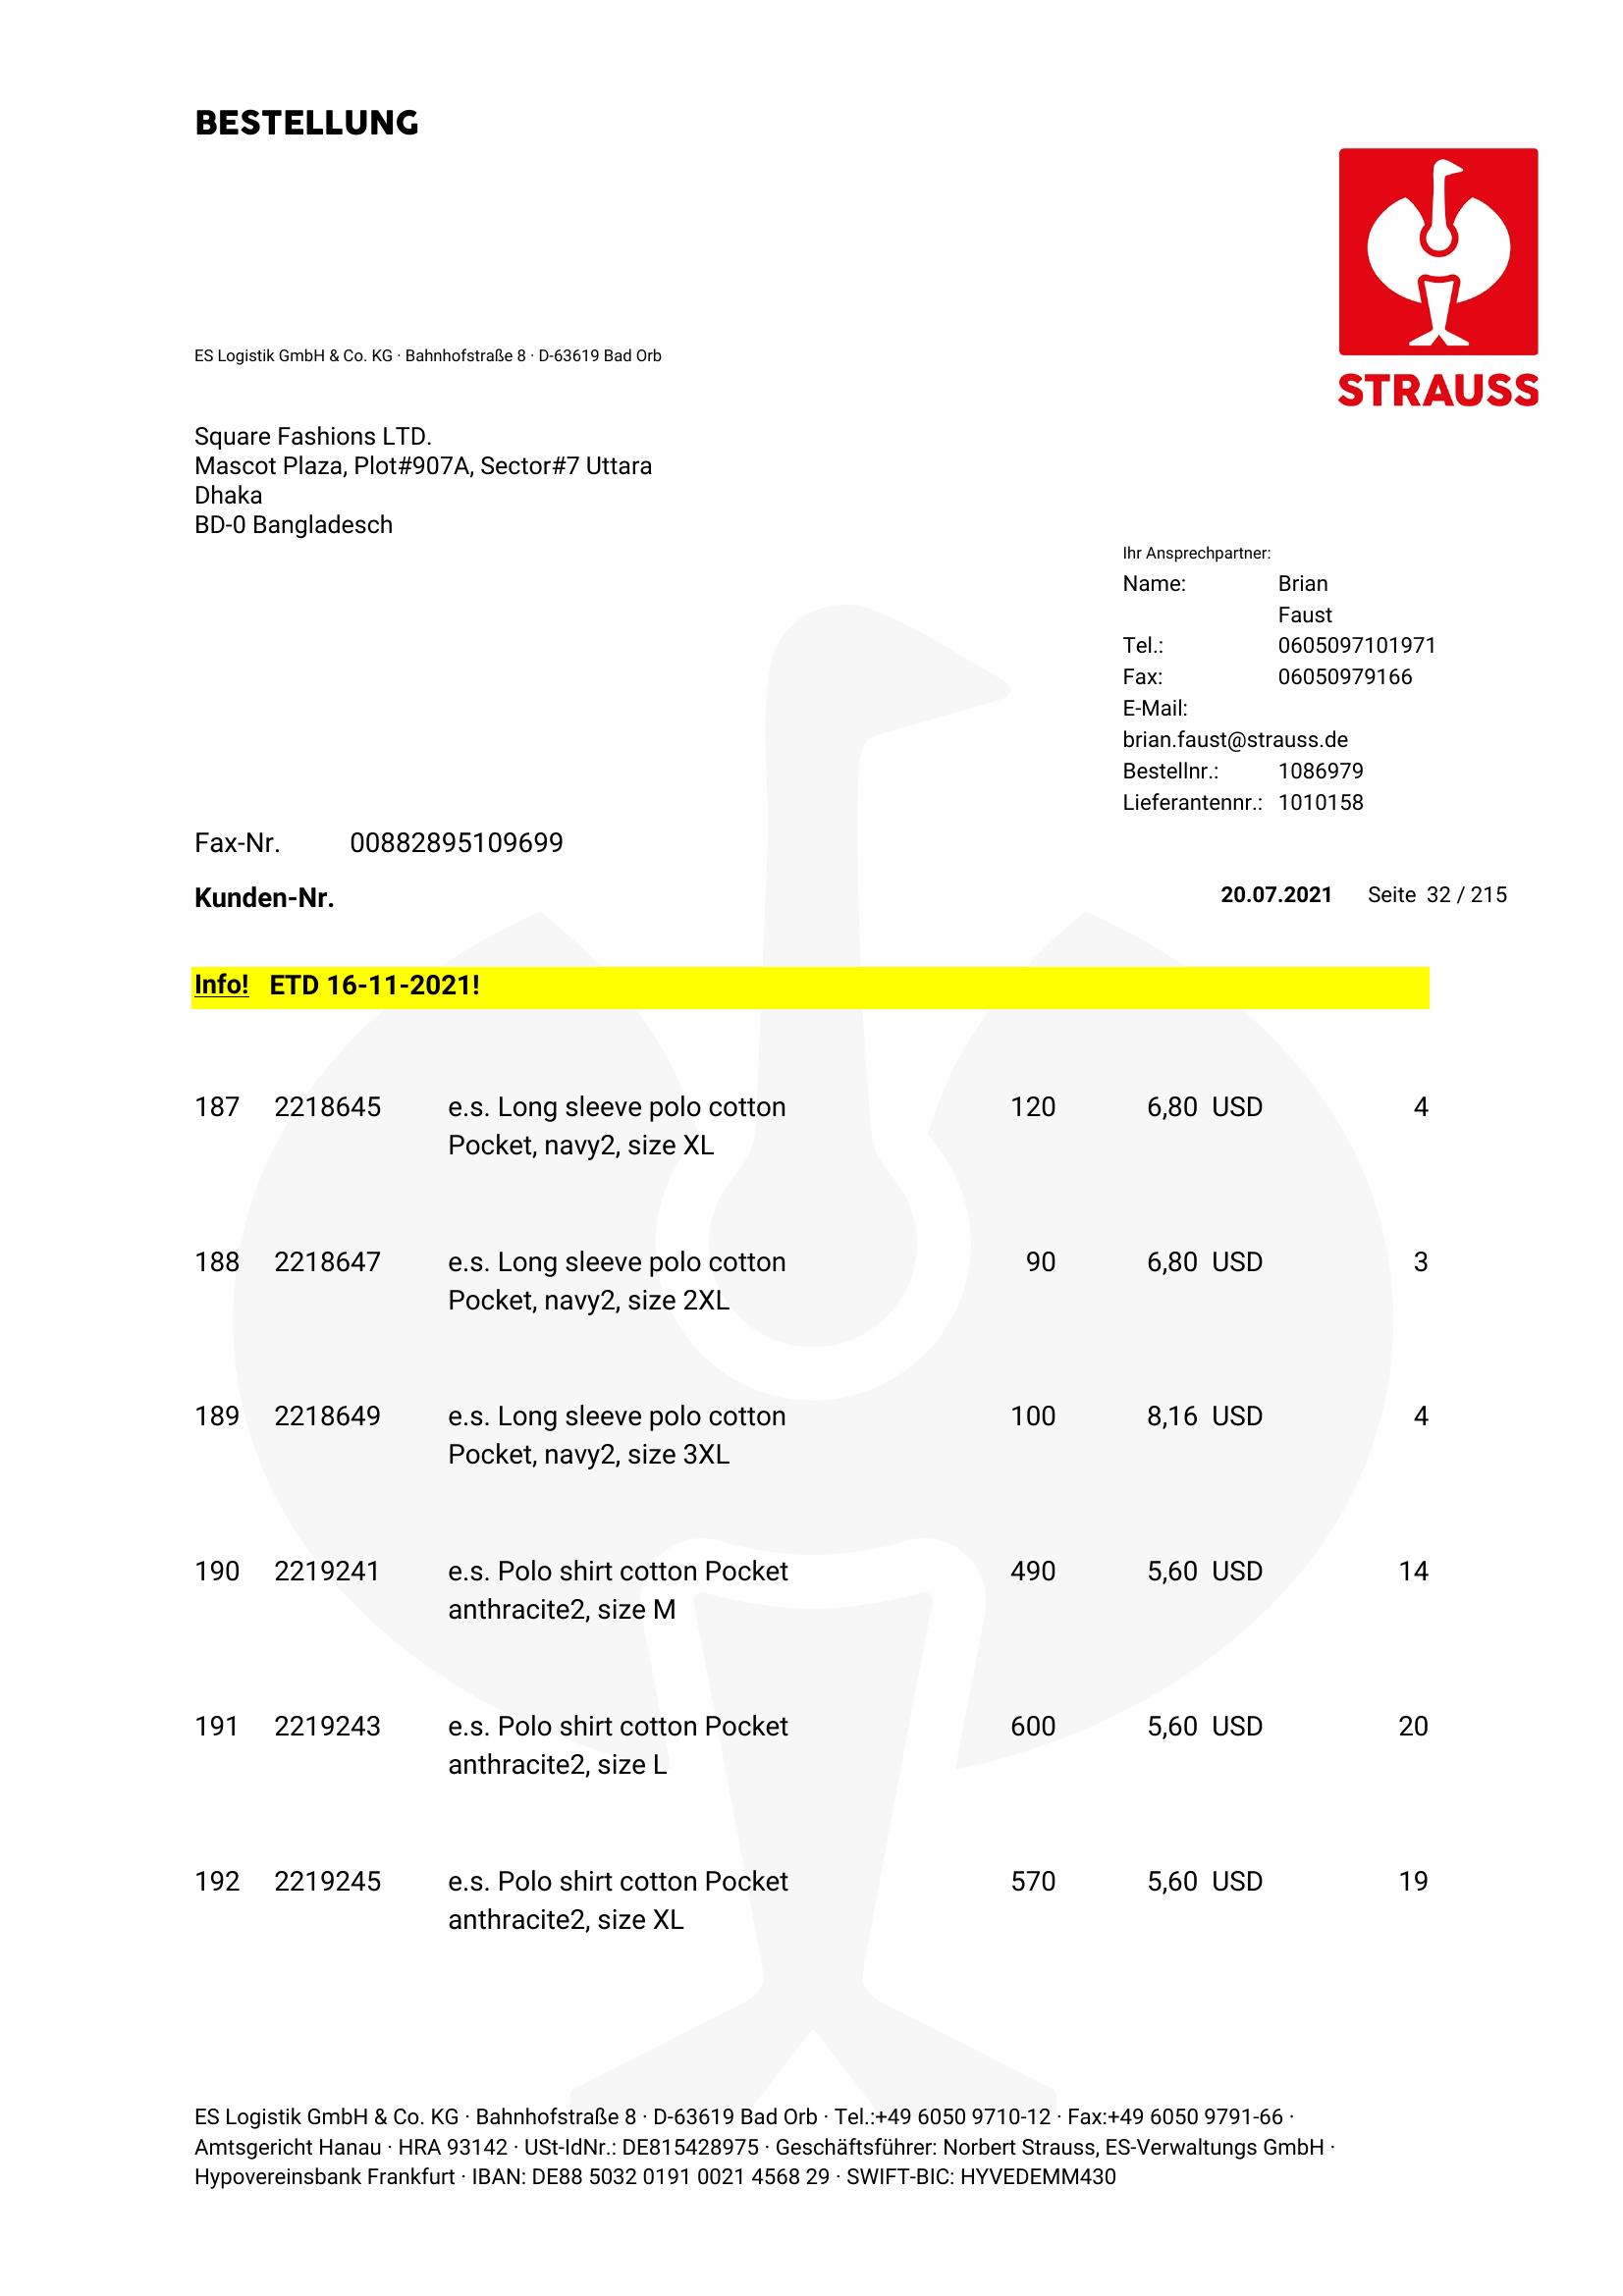 BESTELLUNG
STRAUSS
ES Logistik GmbH & Co. KG · Bahnhofstraße 8 · D-63619 Bad Orb
Square Fashions LTD.
Mascot Plaza, Plot#907A, Sector#7 Uttara
Dhaka
BD-0 Bangladesch
Ihr Ansprechpartner:
Name: Brian
Faust
Tel.: 0605097101971
Fax: 06050979166
E-Mail:
brian.faust@strauss.de
Bestellnr.: 1086979
Lieferantennr.: 1010158
Fax-Nr. 00882895109699
Kunden-Nr. 20.07.2021 Seite 32 / 215
Info! ETD 16-11-2021!
187 2218645 e.s. Long sleeve polo cotton 120 6,80 USD 4
Pocket, navy2, size XL
188 2218647 e.s. Long sleeve polo cotton 90 6,80 USD 3
Pocket, navy2, size 2XL
189 2218649 e.s. Long sleeve polo cotton 100 8,16 USD 4
Pocket, navy2, size 3XL
190 2219241 e.s. Polo shirt cotton Pocket 490 5,60 USD 14
anthracite2, size M
191 2219243 e.s. Polo shirt cotton Pocket 600 5,60 USD 20
anthracite2, size L
192 2219245 e.s. Polo shirt cotton Pocket 570 5,60 USD 19
anthracite2, size XL
ES Logistik GmbH & Co. KG · Bahnhofstraße 8 · D-63619 Bad Orb · Tel.:+49 6050 9710-12 · Fax:+49 6050 9791-66 ·
Amtsgericht Hanau · HRA 93142 · USt-IdNr.: DE815428975 · Geschäftsführer: Norbert Strauss, ES-Verwaltungs GmbH ·
Hypovereinsbank Frankfurt · IBAN: DE88 5032 0191 0021 4568 29 · SWIFT-BIC: HYVEDEMM430